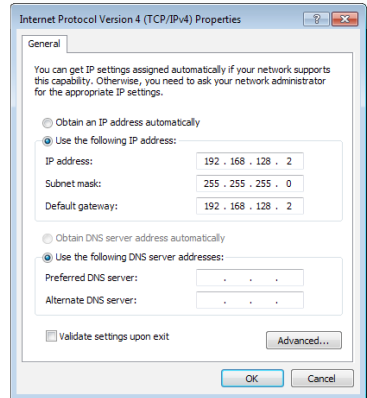 Internet Protocol Version 4 (TCP/IPv4) Properties
General
You can get IP settings assigned automatically if your network supports
this capability. Otherwise, you need to ask your network administrator
for the appropriate IP settings.
Obtain an IP address automatically
Use the following IP address:
IP address: 192 . 168 . 128 . 2
Subnet mask: 255 . 255 . 255 . 0
Default gateway: 192 . 168 . 128 . 2
Obtain DNS server address automatically
Use the following DNS server addresses:
Preferred DNS server: . . .
Alternate DNS server: . . .
Validate settings upon exit
Advanced...
OK Cancel